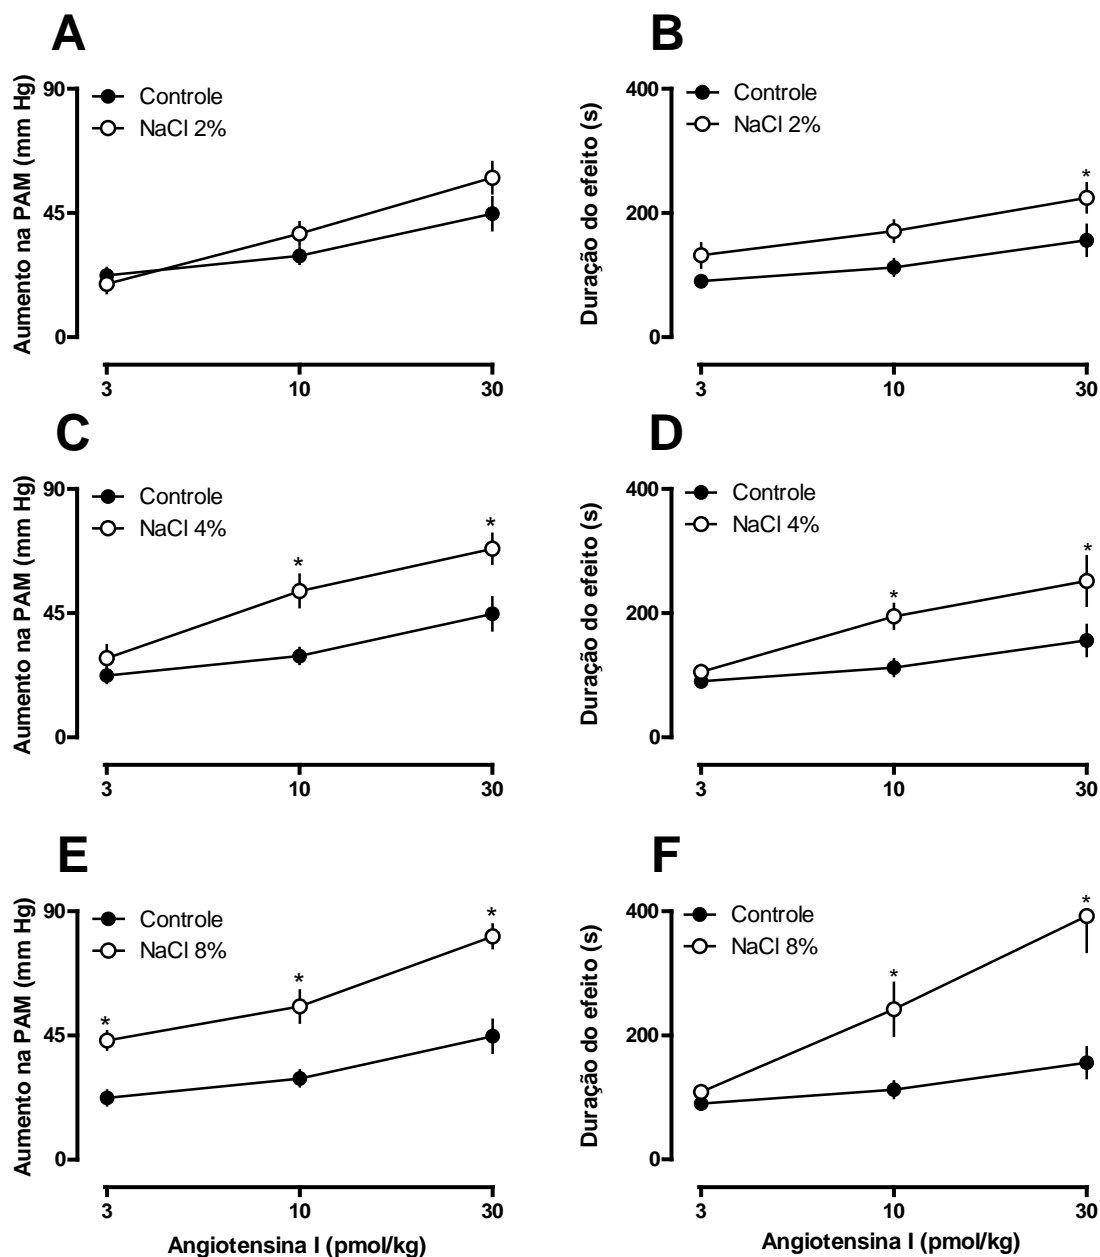 A
Aumento na PAM (mm Hg)
90
45
0
Controle
NaCl 2%
3
10
30
B
Duração do efeito (s)
400
200
0
Controle
NaCl 2%
*
3
10
30
C
Aumento na PAM (mm Hg)
90
45
0
Controle
NaCl 4%
*
*
3
10
30
D
Duração do efeito (s)
400
200
0
Controle
NaCl 4%
*
*
3
10
30
E
Aumento na PAM (mm Hg)
90
45
0
Controle
NaCl 8%
*
*
*
3
10
30
Angiotensina I (pmol/kg)
F
Duração do efeito (s)
400
200
0
Controle
NaCl 8%
*
*
3
10
30
Angiotensina I (pmol/kg)